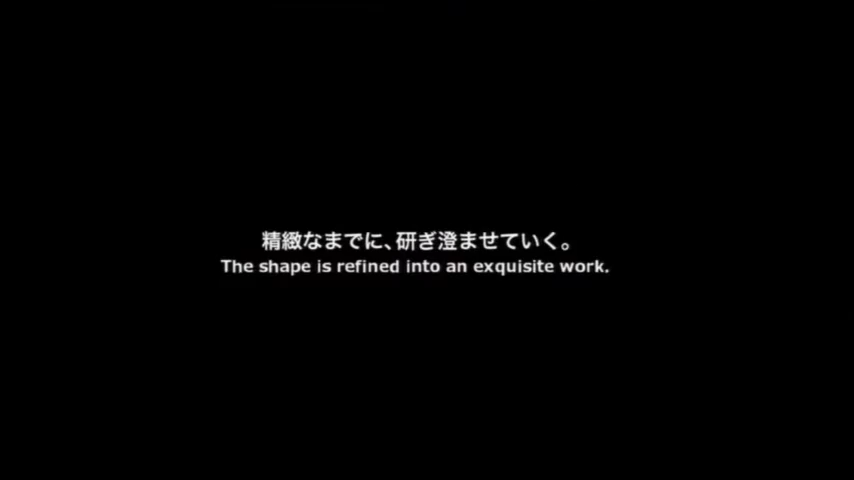 精緻なまでに、研ぎ澄ませていく。
The shape is refined into an exquisite work.